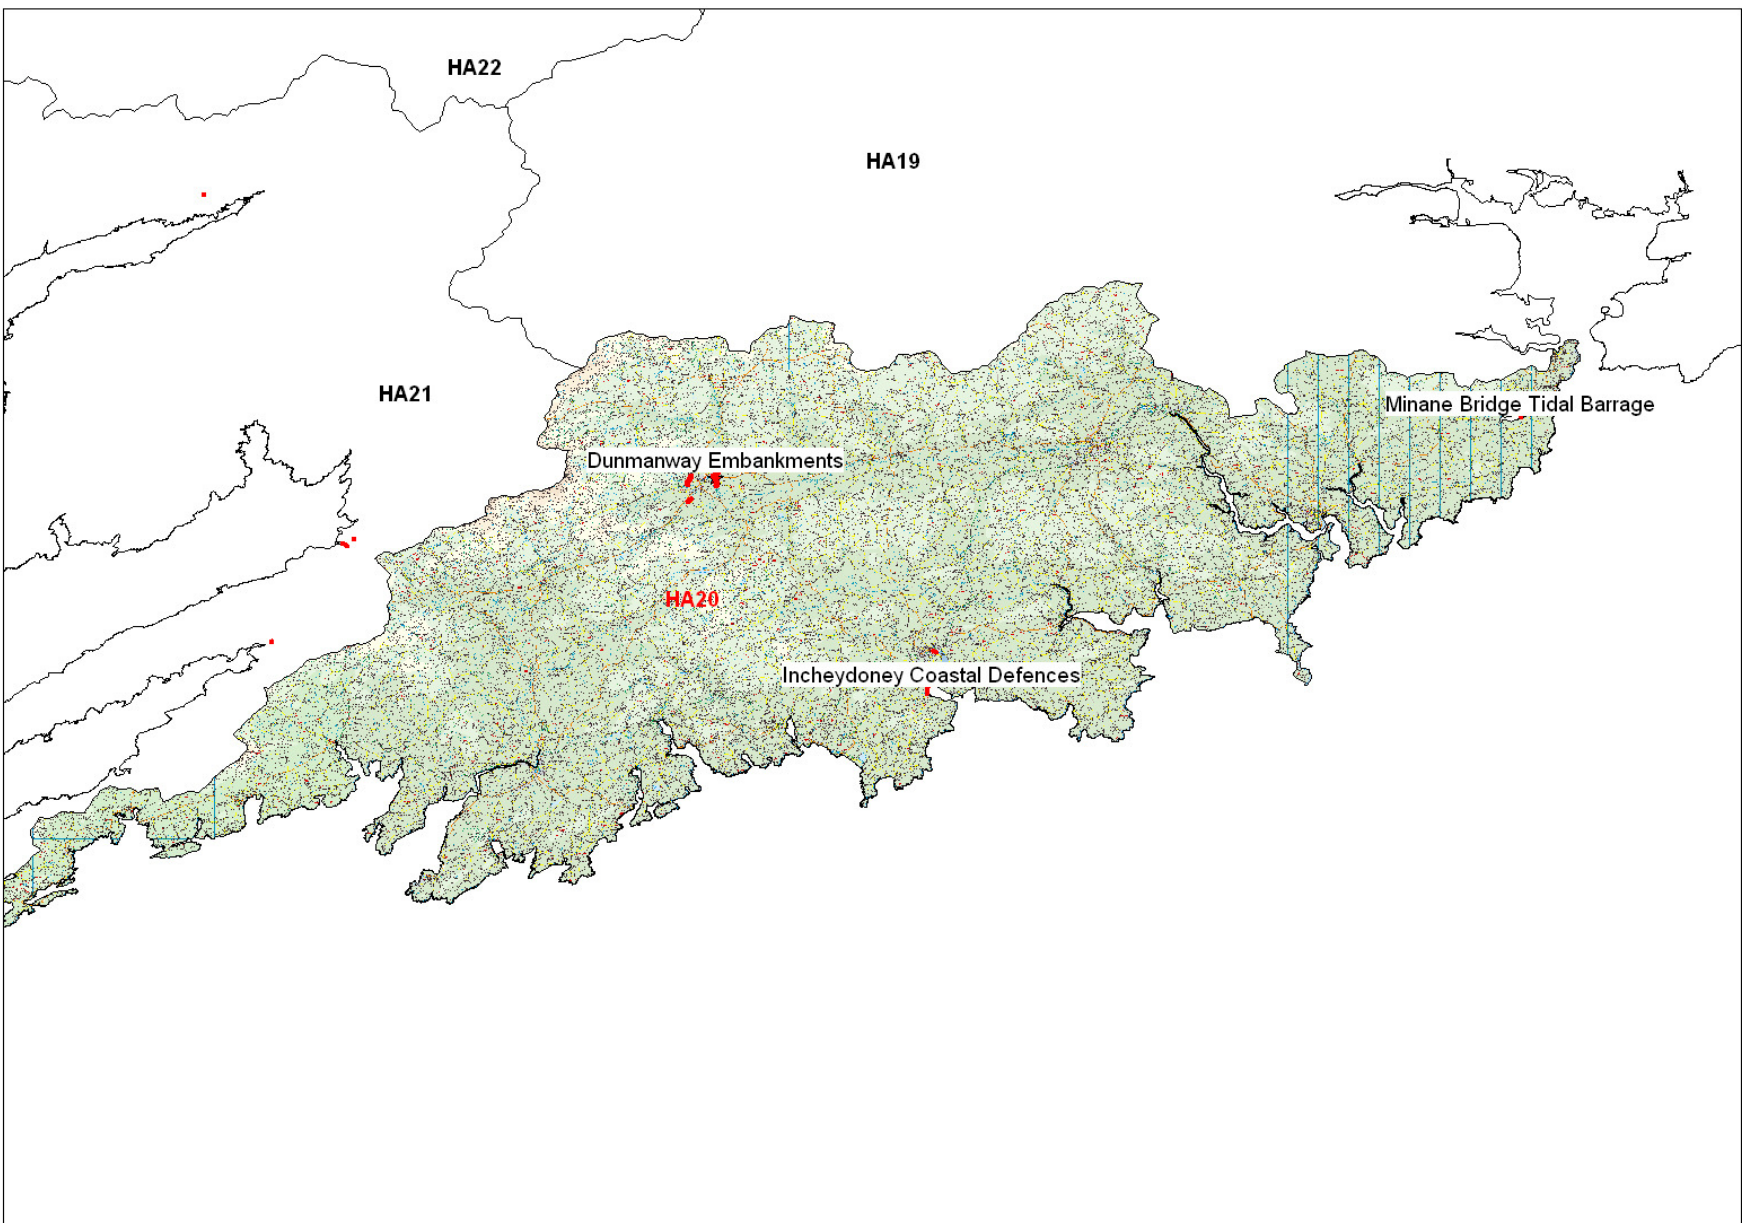 HA22
HA19
HA21
Minane Bridge Tidal Barrage
Dunmanway Embankments
HA20
Incheydoney Coastal Defences